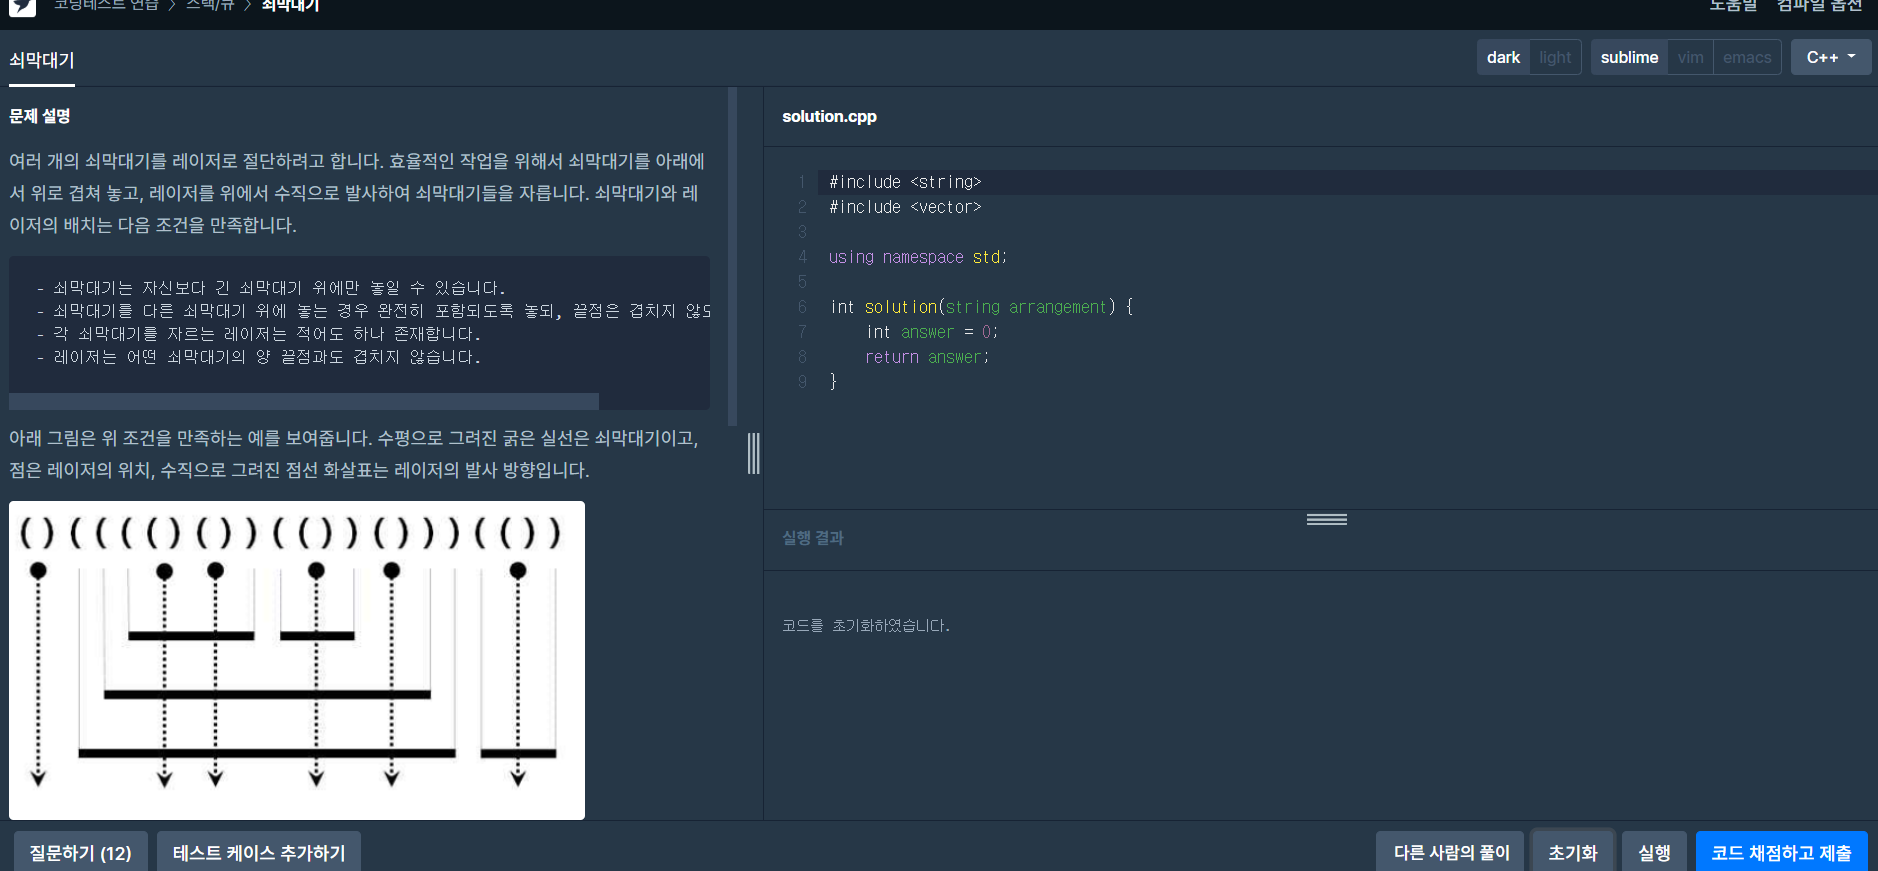 코딩테스트 연습 > 스택/큐 > 쇠막대기
도움말 컴파일 옵션
쇠막대기
dark light sublime vim emacs C++
문제 설명
여러 개의 쇠막대기를 레이저로 절단하려고 합니다. 효율적인 작업을 위해서 쇠막대기를 아래에
서 위로 겹쳐 놓고, 레이저를 위에서 수직으로 발사하여 쇠막대기들을 자릅니다. 쇠막대기와 레
이저의 배치는 다음 조건을 만족합니다.
- 쇠막대기는 자신보다 긴 쇠막대기 위에만 놓일 수 있습니다.
- 쇠막대기를 다른 쇠막대기 위에 놓는 경우 완전히 포함되도록 놓되, 끝점은 겹치지 않도
- 각 쇠막대기를 자르는 레이저는 적어도 하나 존재합니다.
- 레이저는 어떤 쇠막대기의 양 끝점과도 겹치지 않습니다.
아래 그림은 위 조건을 만족하는 예를 보여줍니다. 수평으로 그려진 굵은 실선은 쇠막대기이고,
점은 레이저의 위치, 수직으로 그려진 점선 화살표는 레이저의 발사 방향입니다.
()(((()())(())()))(())
solution.cpp
1 #include <string>
2 #include <vector>
3
4 using namespace std;
5
6 int solution(string arrangement) {
7 int answer = 0;
8 return answer;
9 }
실행 결과
코드를 초기화하였습니다.
질문하기 (12) 테스트 케이스 추가하기
다른 사람의 풀이 초기화 실행 코드 채점하고 제출